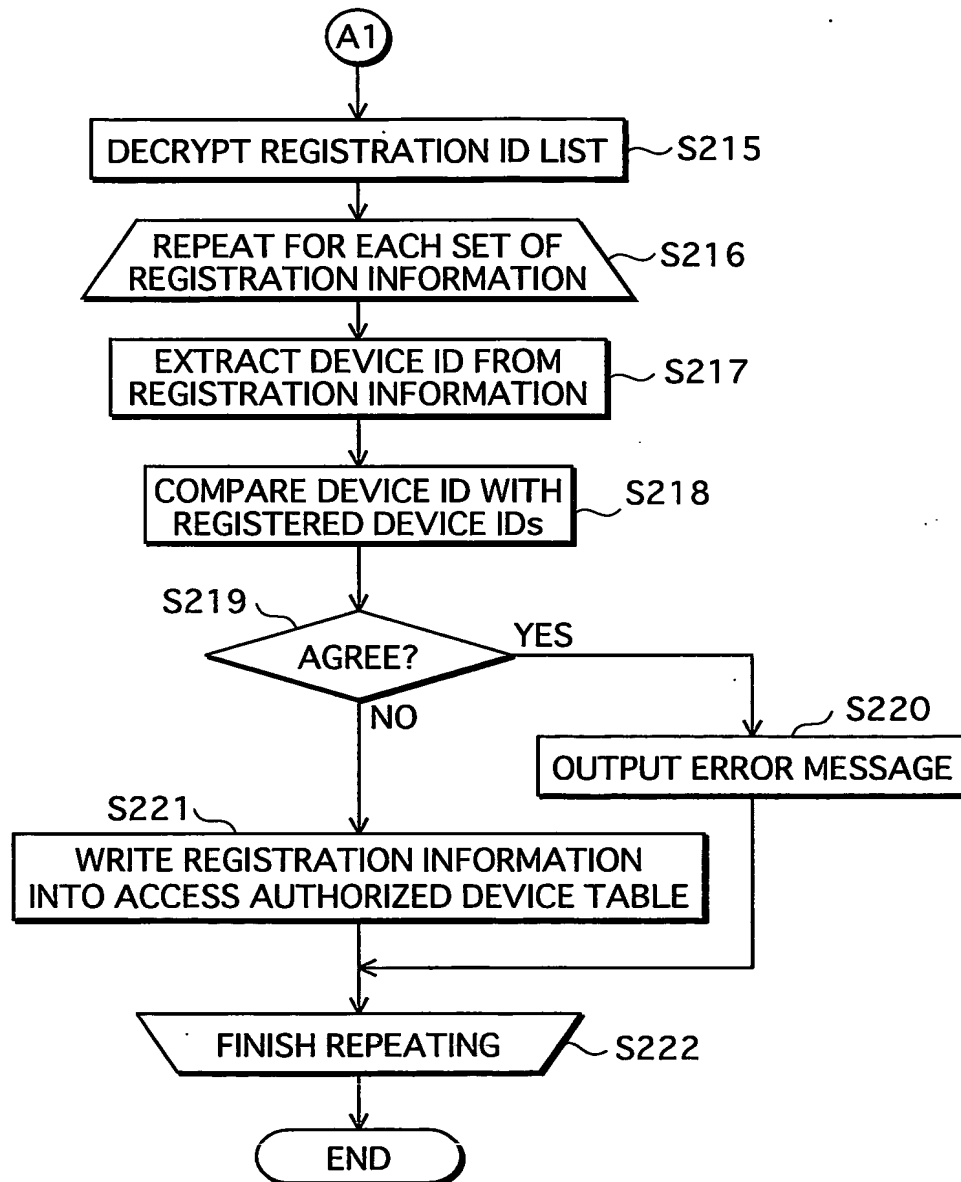 A1
DECRYPT REGISTRATION ID LIST
S215
REPEAT FOR EACH SET OF
REGISTRATION INFORMATION
S216
EXTRACT DEVICE ID FROM
REGISTRATION INFORMATION
S217
COMPARE DEVICE ID WITH
REGISTERED DEVICE IDs
S218
S219
AGREE?
YES
NO
S220
OUTPUT ERROR MESSAGE
S221
WRITE REGISTRATION INFORMATION
INTO ACCESS AUTHORIZED DEVICE TABLE
FINISH REPEATING
S222
END